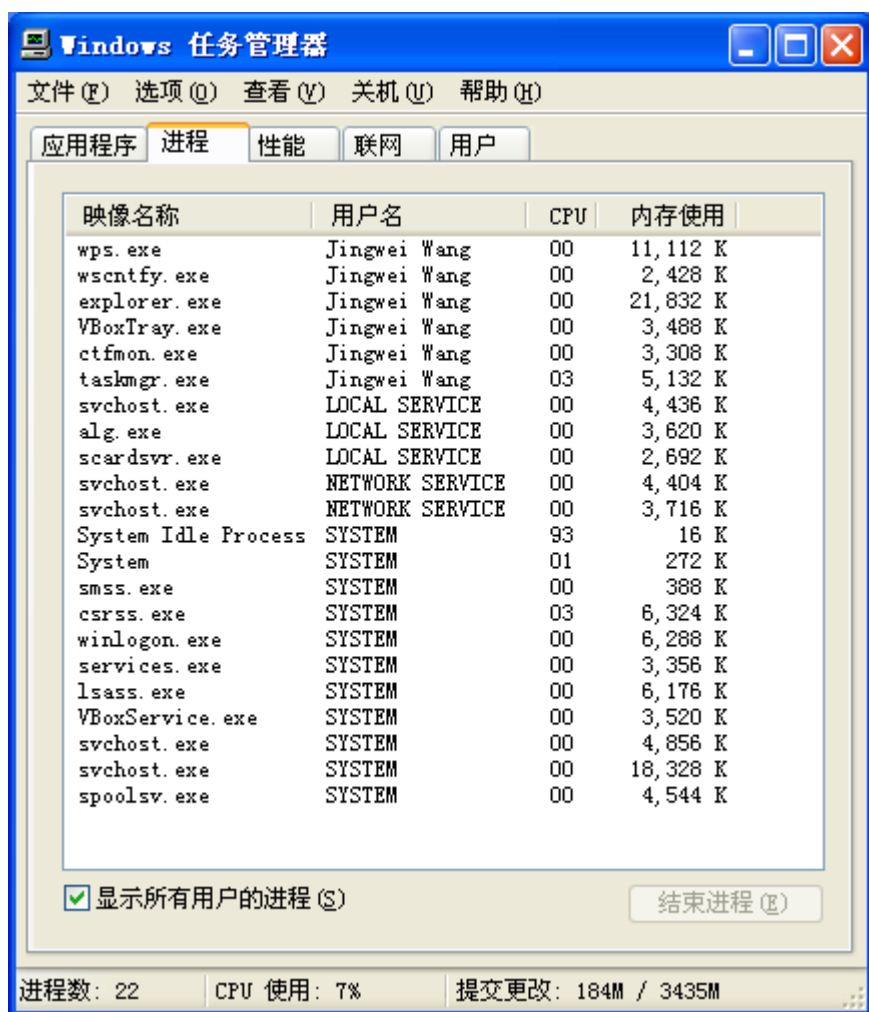 Windows 任务管理器
文件(F) 选项(O) 查看(V) 关机(U) 帮助(H)
应用程序 进程 性能 联网 用户
映像名称 用户名 CPU 内存使用
wps.exe Jingwei Wang 00 11,112 K
wscntfy.exe Jingwei Wang 00 2,428 K
explorer.exe Jingwei Wang 00 21,832 K
VBoxTray.exe Jingwei Wang 00 3,488 K
ctfmon.exe Jingwei Wang 00 3,308 K
taskmgr.exe Jingwei Wang 03 5,132 K
svchost.exe LOCAL SERVICE 00 4,436 K
alg.exe LOCAL SERVICE 00 3,620 K
scardsvr.exe LOCAL SERVICE 00 2,692 K
svchost.exe NETWORK SERVICE 00 4,404 K
svchost.exe NETWORK SERVICE 00 3,716 K
System Idle Process SYSTEM 93 16 K
System SYSTEM 01 272 K
smss.exe SYSTEM 00 388 K
csrss.exe SYSTEM 03 6,324 K
winlogon.exe SYSTEM 00 6,288 K
services.exe SYSTEM 00 3,356 K
lsass.exe SYSTEM 00 6,176 K
VBoxService.exe SYSTEM 00 3,520 K
svchost.exe SYSTEM 00 4,856 K
svchost.exe SYSTEM 00 18,328 K
spoolsv.exe SYSTEM 00 4,544 K
显示所有用户的进程(S) 结束进程(E)
进程数: 22 CPU 使用: 7% 提交更改: 184M / 3435M